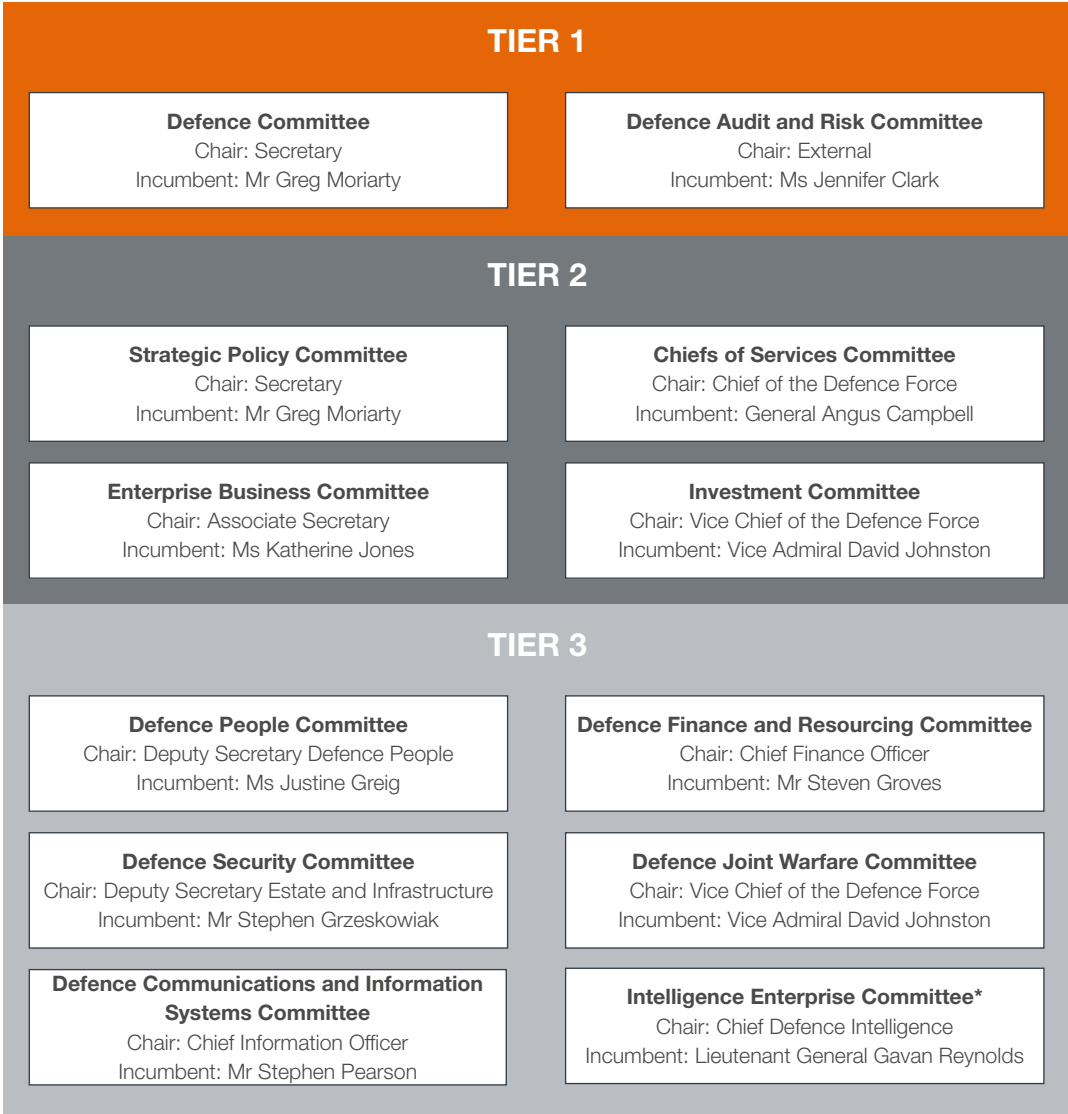 TIER 1
Defence Committee
Chair: Secretary
Incumbent: Mr Greg Moriarty
Defence Audit and Risk Committee
Chair: External
Incumbent: Ms Jennifer Clark
TIER 2
Strategic Policy Committee
Chair: Secretary
Incumbent: Mr Greg Moriarty
Chiefs of Services Committee
Chair: Chief of the Defence Force
Incumbent: General Angus Campbell
Enterprise Business Committee
Chair: Associate Secretary
Incumbent: Ms Katherine Jones
Investment Committee
Chair: Vice Chief of the Defence Force
Incumbent: Vice Admiral David Johnston
TIER 3
Defence People Committee
Chair: Deputy Secretary Defence People
Incumbent: Ms Justine Greig
Defence Finance and Resourcing Committee
Chair: Chief Finance Officer
Incumbent: Mr Steven Groves
Defence Security Committee
Chair: Deputy Secretary Estate and Infrastructure
Incumbent: Mr Stephen Grzeskowiak
Defence Joint Warfare Committee
Chair: Vice Chief of the Defence Force
Incumbent: Vice Admiral David Johnston
Defence Communications and Information
Systems Committee
Chair: Chief Information Officer
Incumbent: Mr Stephen Pearson
Intelligence Enterprise Committee*
Chair: Chief Defence Intelligence
Incumbent: Lieutenant General Gavan Reynolds